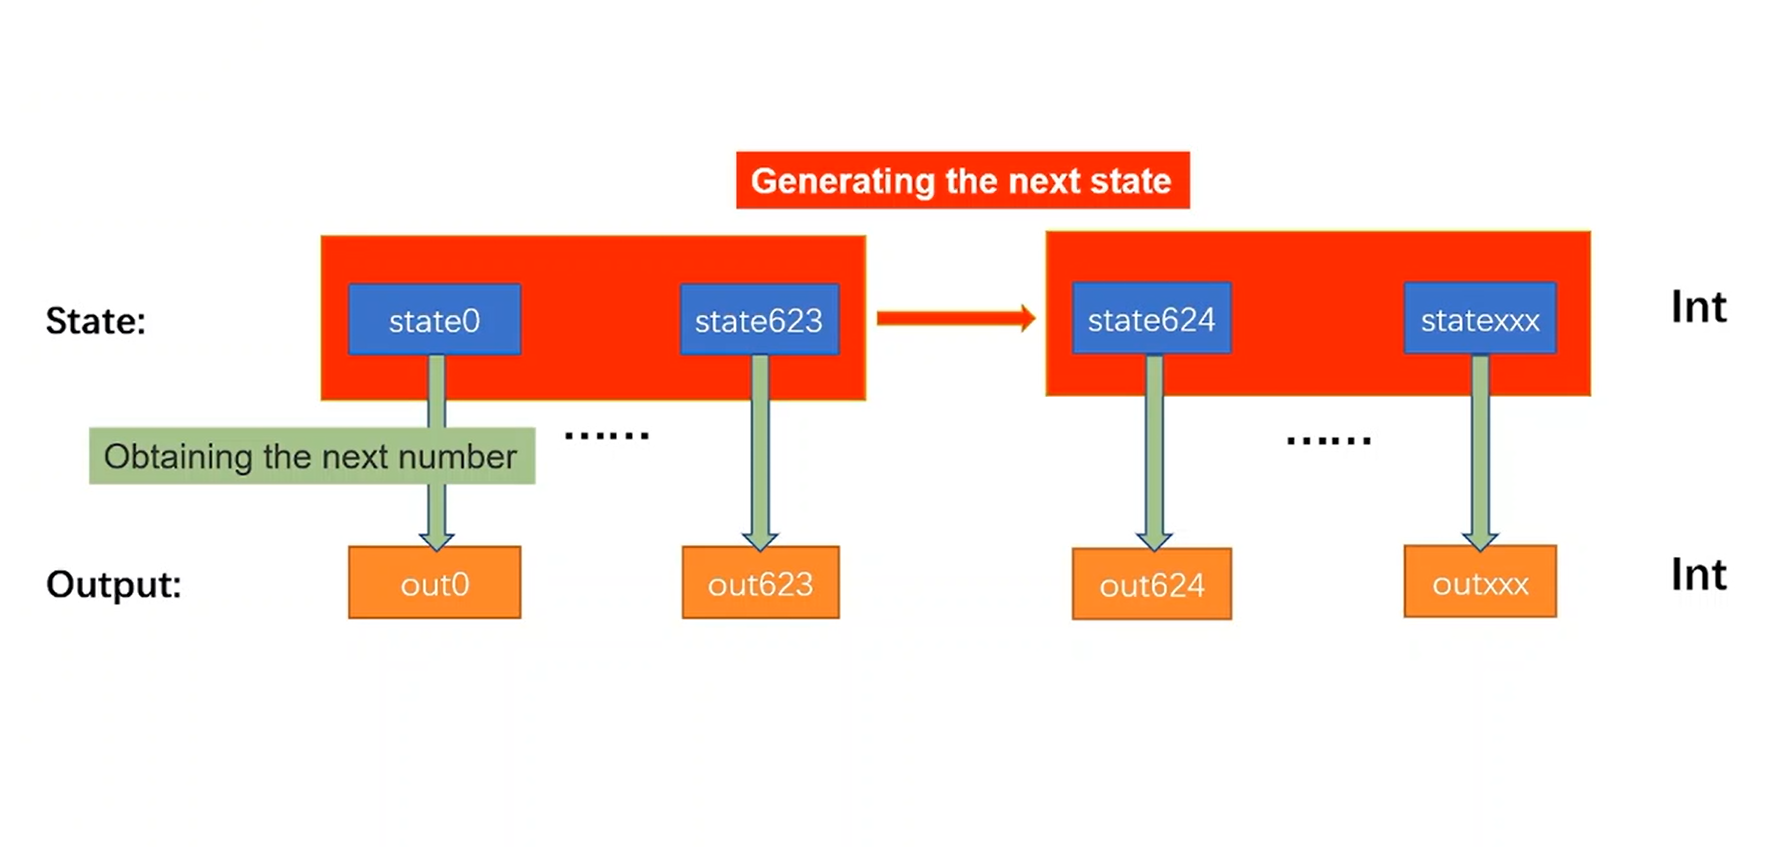 Generating the next state
State:
state0
state623
state624
statexxx
Int
......
......
Obtaining the next number
Output:
out0
out623
out624
outxxx
Int